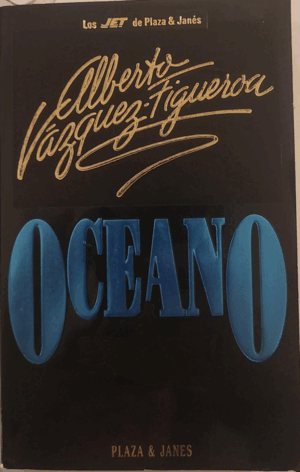 Los JET de Plaza & Janés
Alberto
Vázquez-Figueroa
OCEANO
PLAZA & JANES